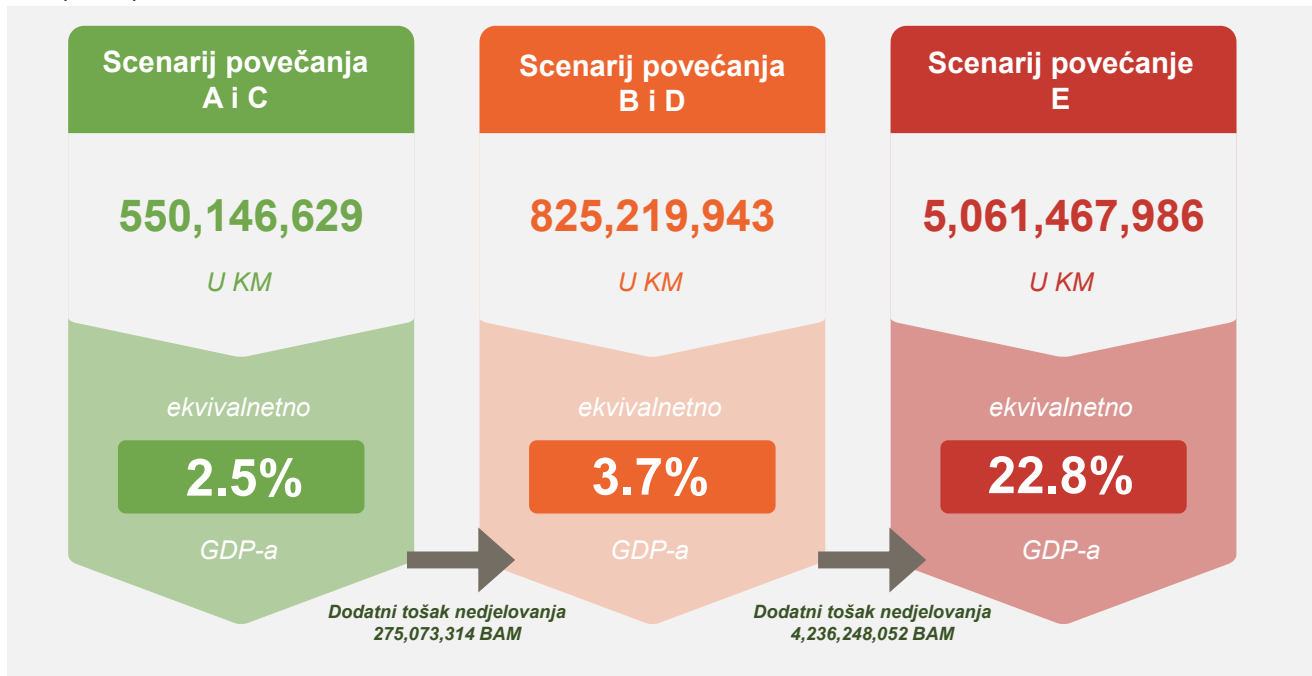 Scenarij povečanja
A i C
550,146,629
U KM
ekvivalnetno
2.5%
GDP-a
Scenarij povećanja
B i D
825,219,943
U KM
ekvivalnetno
3.7%
GDP-a
Scenarij povećanje
E
5,061,467,986
U KM
ekvivalnetno
22.8%
GDP-a
Dodatni tošak nedjelovanja
275,073,314 BAM
Dodatni tošak nedjelovanja
4,236,248,052 BAM